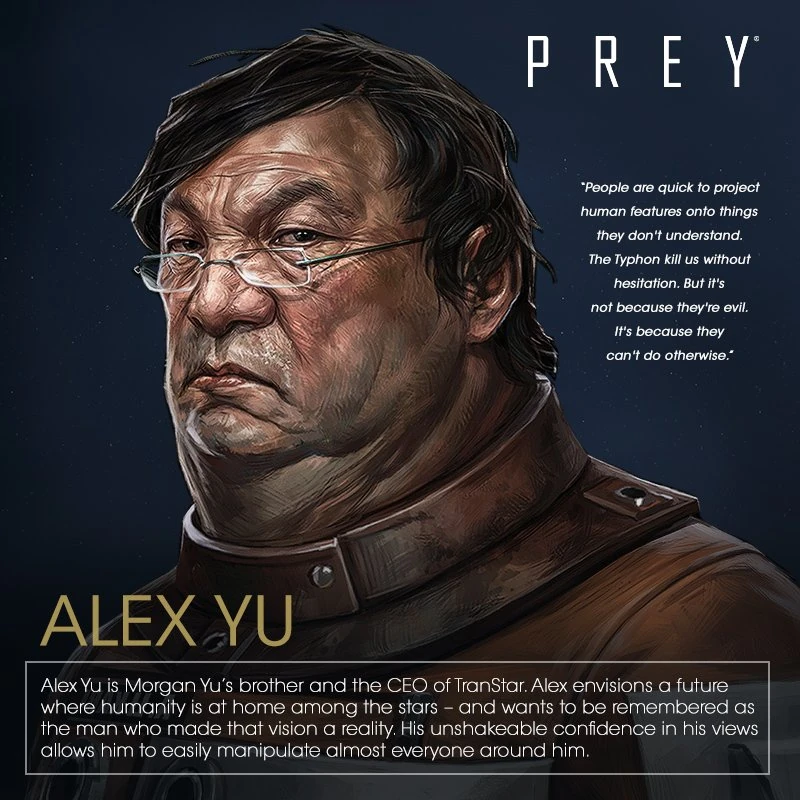 PREY®
“People are quick to project
human features onto things
they don't understand.
The Typhon kill us without
hesitation. But it's
not because they're evil.
It's because they
can't do otherwise.”
ALEX YU
Alex Yu is Morgan Yu's brother and the CEO of TranStar. Alex envisions a future
where humanity is at home among the stars – and wants to be remembered as
the man who made that vision a reality. His unshakeable confidence in his views
allows him to easily manipulate almost everyone around him.